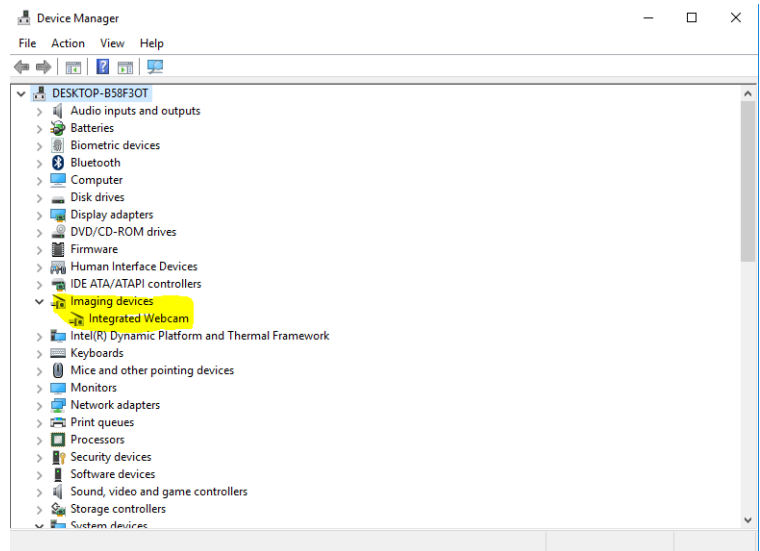 Device Manager
File Action View Help
DESKTOP-B58F3OT
Audio inputs and outputs
Batteries
Biometric devices
Bluetooth
Computer
Disk drives
Display adapters
DVD/CD-ROM drives
Firmware
Human Interface Devices
IDE ATA/ATAPI controllers
Imaging devices
Integrated Webcam
Intel(R) Dynamic Platform and Thermal Framework
Keyboards
Mice and other pointing devices
Monitors
Network adapters
Print queues
Processors
Security devices
Software devices
Sound, video and game controllers
Storage controllers
System devices